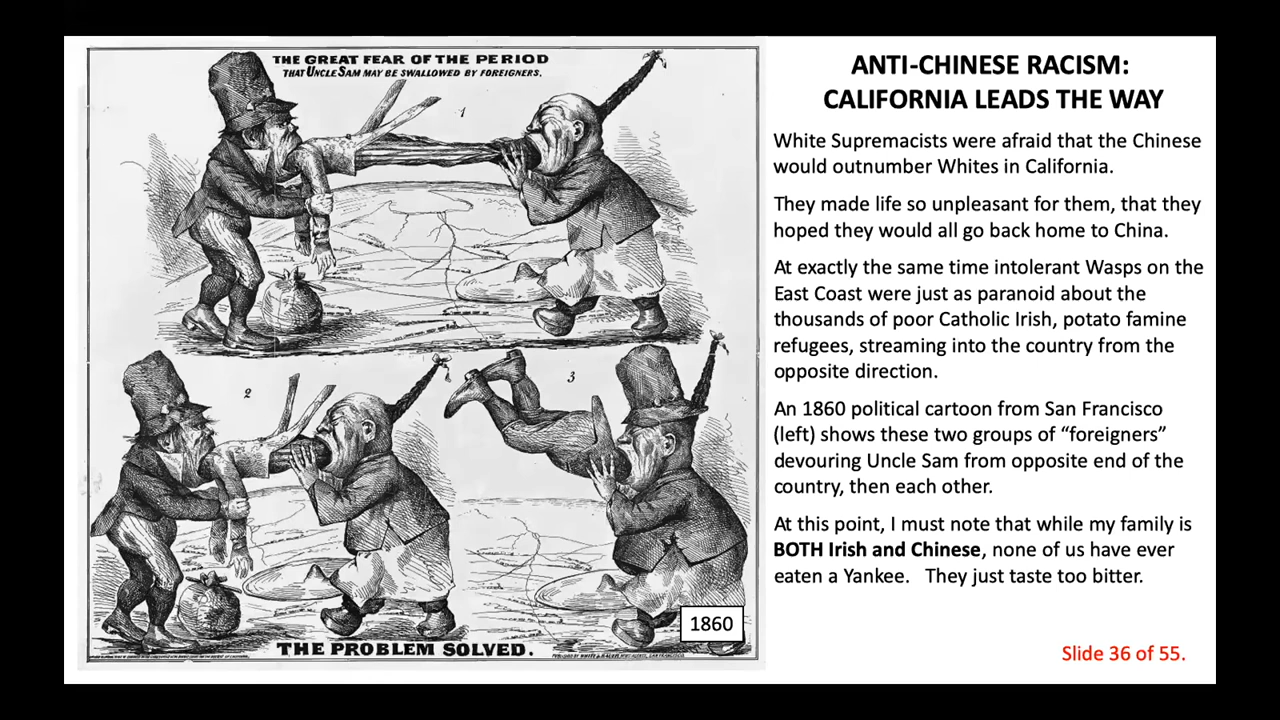 THE GREAT FEAR OF THE PERIOD
THAT UNCLE SAM MAY BE SWALLOWED BY FOREIGNERS.
1
2
3
1860
THE PROBLEM SOLVED.
ANTI-CHINESE RACISM:
CALIFORNIA LEADS THE WAY
White Supremacists were afraid that the Chinese
would outnumber Whites in California.
They made life so unpleasant for them, that they
hoped they would all go back home to China.
At exactly the same time intolerant Wasps on the
East Coast were just as paranoid about the
thousands of poor Catholic Irish, potato famine
refugees, streaming into the country from the
opposite direction.
An 1860 political cartoon from San Francisco
(left) shows these two groups of “foreigners”
devouring Uncle Sam from opposite end of the
country, then each other.
At this point, I must note that while my family is
BOTH Irish and Chinese, none of us have ever
eaten a Yankee. They just taste too bitter.
Slide 36 of 55.